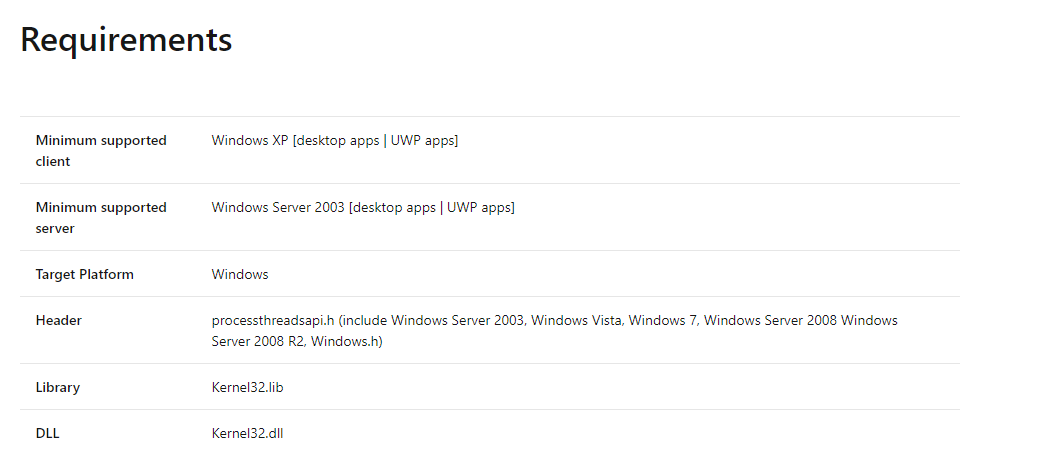 Requirements
Minimum supported client
Windows XP [desktop apps | UWP apps]
Minimum supported server
Windows Server 2003 [desktop apps | UWP apps]
Target Platform
Windows
Header
processthreadsapi.h (include Windows Server 2003, Windows Vista, Windows 7, Windows Server 2008 Windows
Server 2008 R2, Windows.h)
Library
Kernel32.lib
DLL
Kernel32.dll